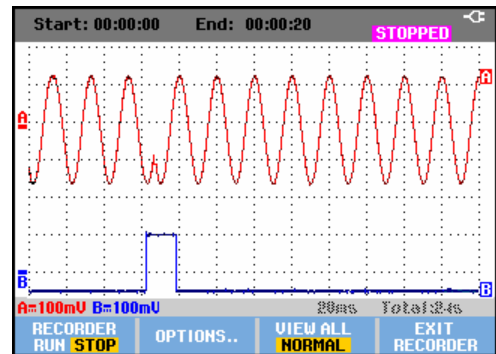 Start: 00:00:00 End: 00:00:20
STOPPED
A
A
B
B
A=100mV B=100mV 20ms Total:24s
RECORDER
RUN STOP
OPTIONS..
VIEW ALL
NORMAL
EXIT
RECORDER